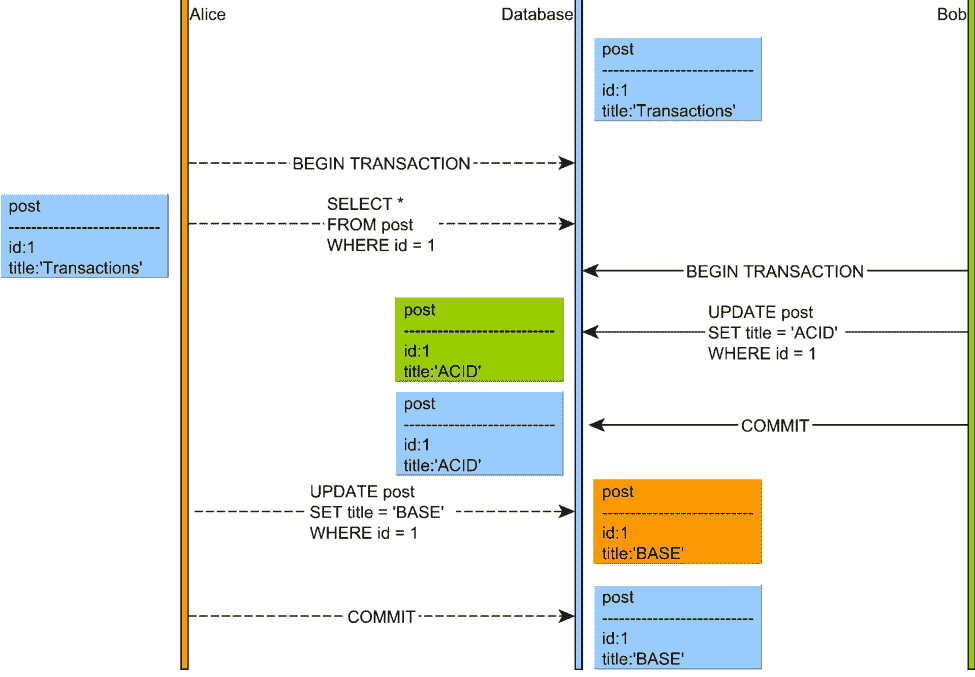 Alice
Database
Bob
post
----------------------------
id:1
title:'Transactions'
BEGIN TRANSACTION
post
----------------------------
id:1
title:'Transactions'
SELECT *
FROM post
WHERE id = 1
BEGIN TRANSACTION
post
----------------------------
id:1
title:'ACID'
UPDATE post
SET title = 'ACID'
WHERE id = 1
post
----------------------------
id:1
title:'ACID'
COMMIT
UPDATE post
SET title = 'BASE'
WHERE id = 1
post
----------------------------
id:1
title:'BASE'
COMMIT
post
----------------------------
id:1
title:'BASE'